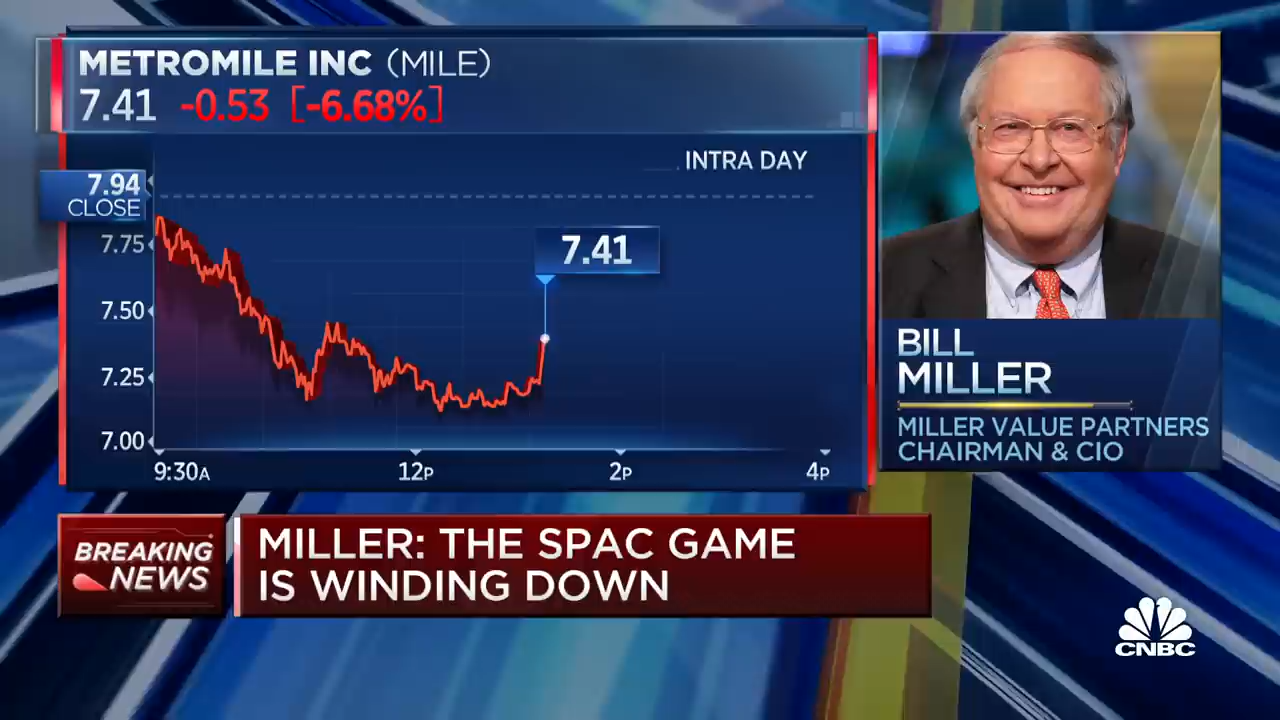 METROMILE INC (MILE)
7.41 -0.53 [-6.68%]
INTRA DAY
7.94
CLOSE
7.75
7.50
7.25
7.00
7.41
9:30A
12P
2P
4P
BILL
MILLER
MILLER VALUE PARTNERS
CHAIRMAN & CIO
BREAKING
NEWS
MILLER: THE SPAC GAME
IS WINDING DOWN
CNBC